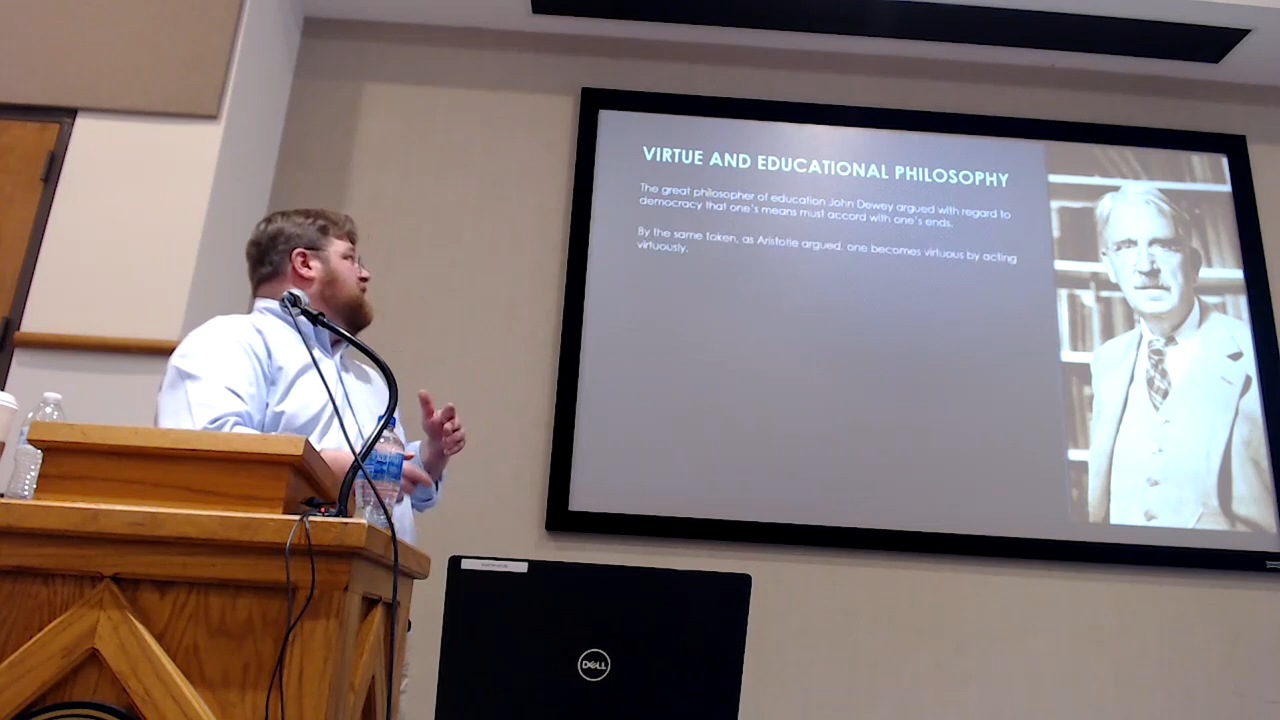 VIRTUE AND EDUCATIONAL PHILOSOPHY
The great philosopher of education John Dewey argued with regard to
democracy that one's means must accord with one's ends.
By the same token, as Aristotle argued, one becomes virtuous by acting
virtuously.
DELL